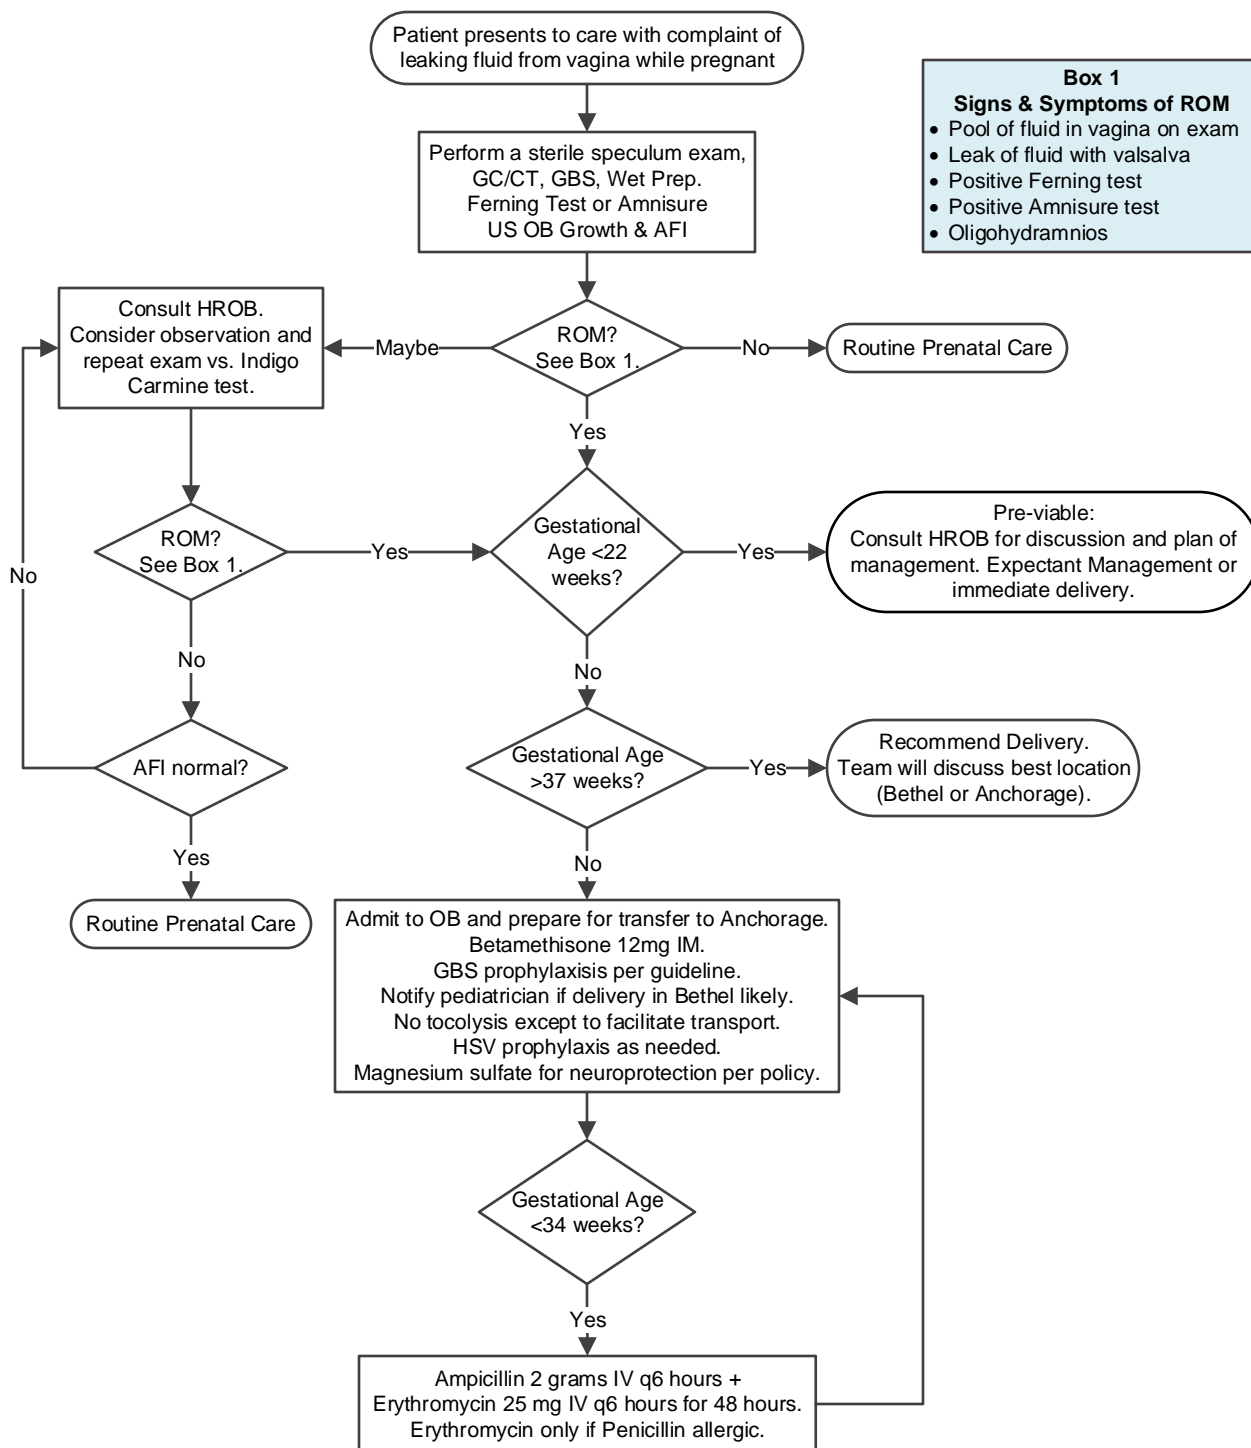 Patient presents to care with complaint of
leaking fluid from vagina while pregnant
Box 1
Signs & Symptoms of ROM
• Pool of fluid in vagina on exam
• Leak of fluid with valsalva
• Positive Ferning test
• Positive Amnisure test
• Oligohydramnios
Perform a sterile speculum exam,
GC/CT, GBS, Wet Prep.
Ferning Test or Amnisure
US OB Growth & AFI
Consult HROB.
Consider observation and
repeat exam vs. Indigo
Carmine test.
Maybe
ROM?
See Box 1.
No
Routine Prenatal Care
Yes
ROM?
See Box 1.
Yes
Gestational
Age <22
weeks?
Yes
Pre-viable:
Consult HROB for discussion and plan of
management. Expectant Management or
immediate delivery.
No
No
No
AFI normal?
Gestational Age
>37 weeks?
Yes
Recommend Delivery.
Team will discuss best location
(Bethel or Anchorage).
Yes
No
Routine Prenatal Care
Admit to OB and prepare for transfer to Anchorage.
Betamethisone 12mg IM.
GBS prophylaxisis per guideline.
Notify pediatrician if delivery in Bethel likely.
No tocolysis except to facilitate transport.
HSV prophylaxis as needed.
Magnesium sulfate for neuroprotection per policy.
Gestational Age
<34 weeks?
Yes
Ampicillin 2 grams IV q6 hours +
Erythromycin 25 mg IV q6 hours for 48 hours.
Erythromycin only if Penicillin allergic.